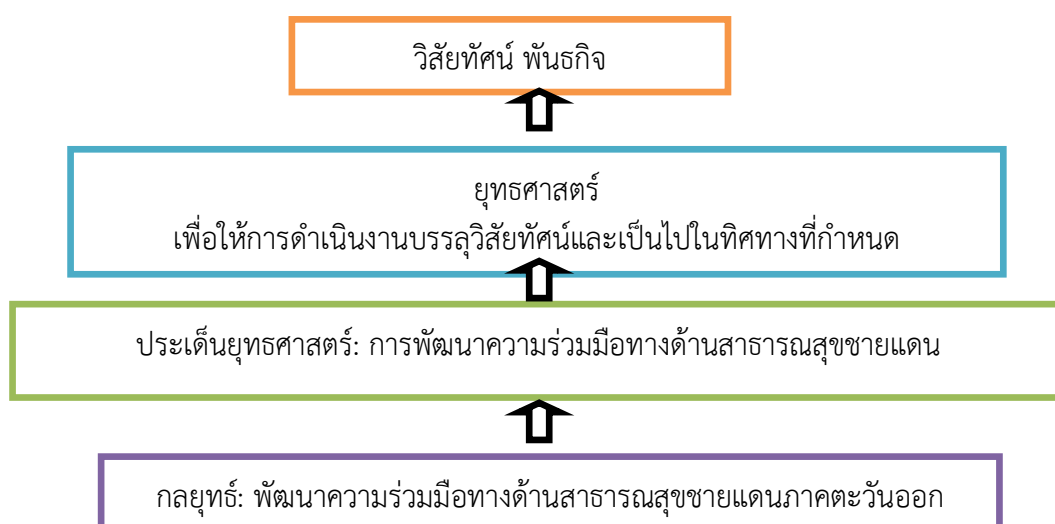 วิสัยทัศน์ พันธกิจ
ยุทธศาสตร์
เพื่อให้การดำเนินงานบรรลุวิสัยทัศน์และเป็นไปในทิศทางที่กำหนด
ประเด็นยุทธศาสตร์: การพัฒนาความร่วมมือทางด้านสาธารณสุขชายแดน
กลยุทธ์: พัฒนาความร่วมมือทางด้านสาธารณสุขชายแดนภาคตะวันออก